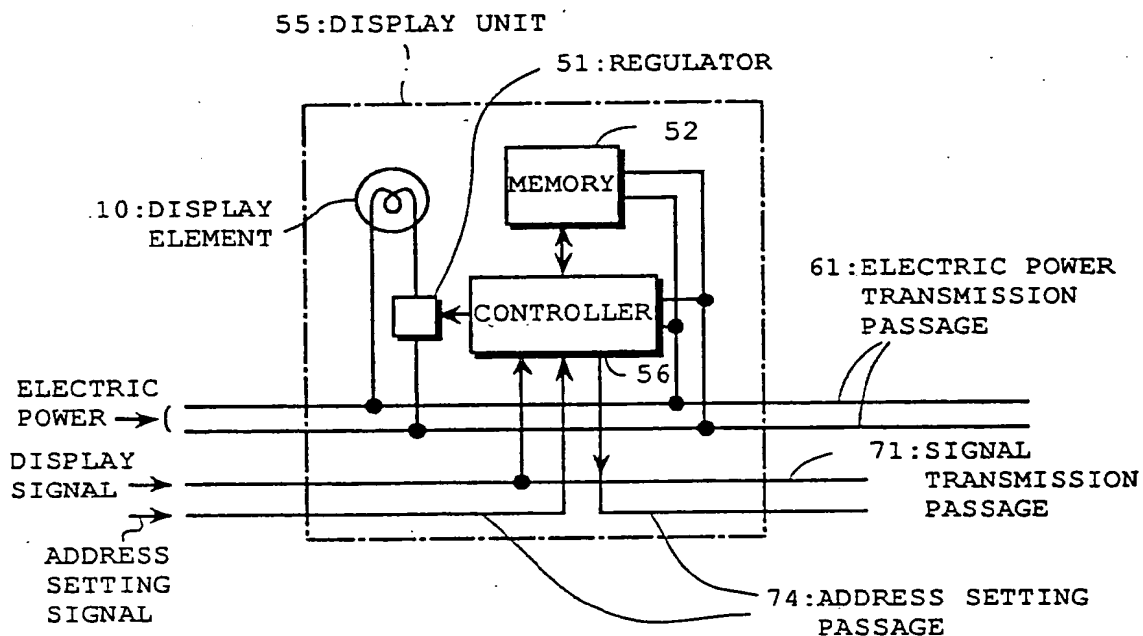 55:DISPLAY UNIT
51:REGULATOR
52
MEMORY
10:DISPLAY
ELEMENT
61:ELECTRIC POWER
TRANSMISSION
PASSAGE
CONTROLLER
56
ELECTRIC
POWER
DISPLAY
SIGNAL
71:SIGNAL
TRANSMISSION
PASSAGE
ADDRESS
SETTING
SIGNAL
74:ADDRESS SETTING
PASSAGE